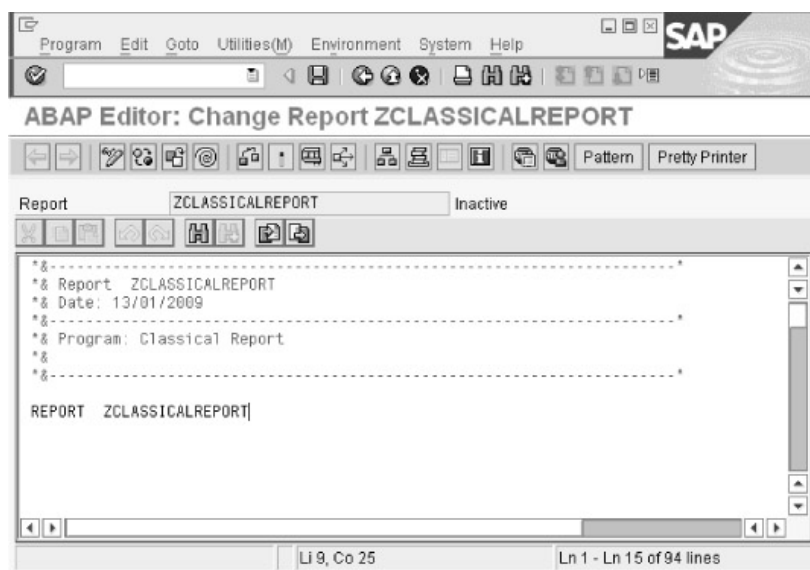 Program Edit Goto Utilities(M) Environment System Help
SAP
ABAP Editor: Change Report ZCLASSICALREPORT
Pattern Pretty Printer
Report ZCLASSICALREPORT Inactive
*&---------------------------------------------------------------------*
*& Report  ZCLASSICALREPORT
*& Date: 13/01/2009
*&---------------------------------------------------------------------*
*& Program: Classical Report
*&
*&---------------------------------------------------------------------*
REPORT  ZCLASSICALREPORT
Li 9, Co 25 Ln 1 - Ln 15 of 94 lines